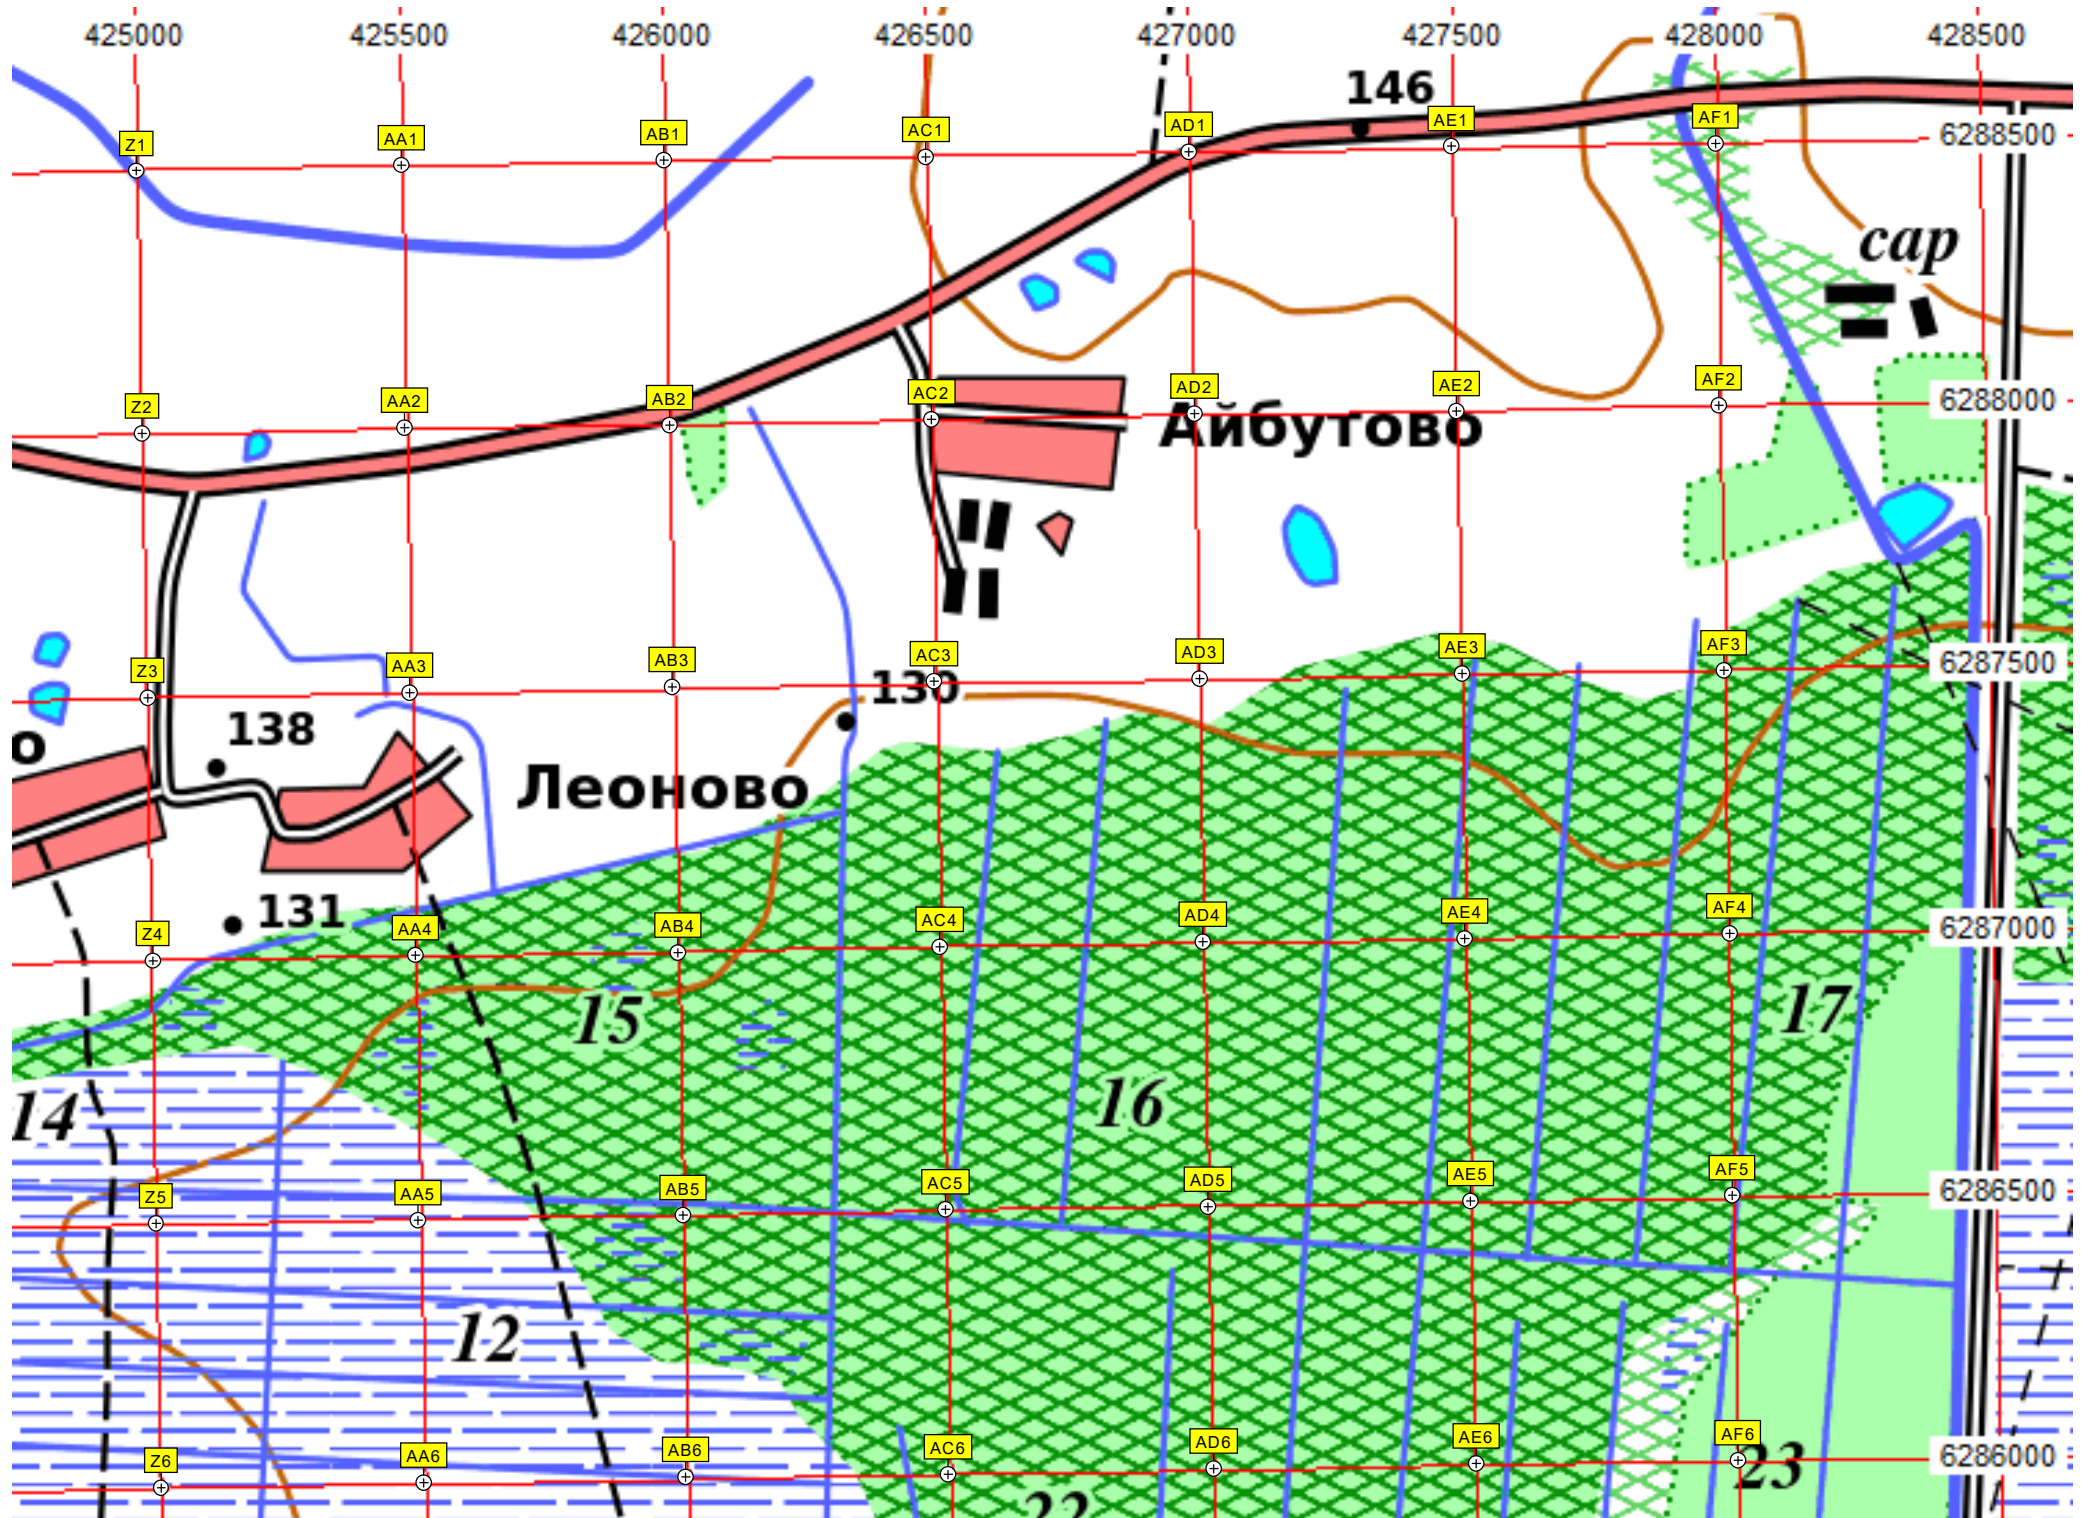 425000 425500 426000 426500 427000 427500 428000 428500
146
Z1 AA1 AB1 AC1 AD1 AE1 AF1 6288500
сар
Z2 AA2 AB2 AC2 AD2 AE2 AF2 6288000
Айбутово
Z3 AA3 AB3 AC3 AD3 AE3 AF3 6287500
130
138
о
Леоново
131
Z4 AA4 AB4 AC4 AD4 AE4 AF4 6287000
15
17
14
16
Z5 AA5 AB5 AC5 AD5 AE5 AF5 6286500
12
Z6 AA6 AB6 AC6 AD6 AE6 AF6 6286000
23
22